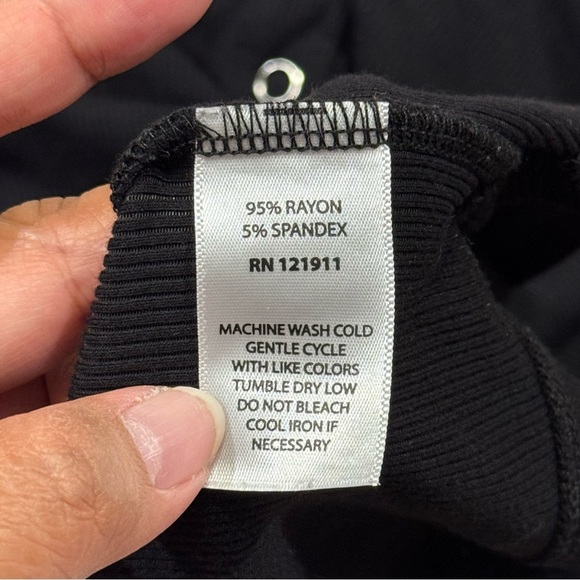 95% RAYON
5% SPANDEX
RN 121911
MACHINE WASH COLD
GENTLE CYCLE
WITH LIKE COLORS
TUMBLE DRY LOW
DO NOT BLEACH
COOL IRON IF
NECESSARY